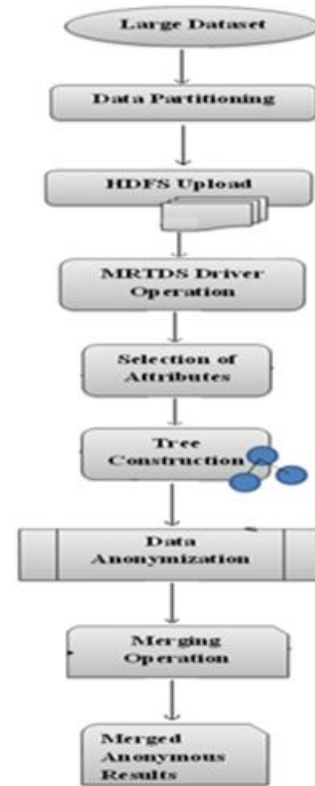 Large Dataset
Data Partitioning
HDFS Upload
MRTDS Driver
Operation
Selection of
Attributes
Tree
Construction
Data
Anonymization
Merging
Operation
Merged
Anonymous
Results